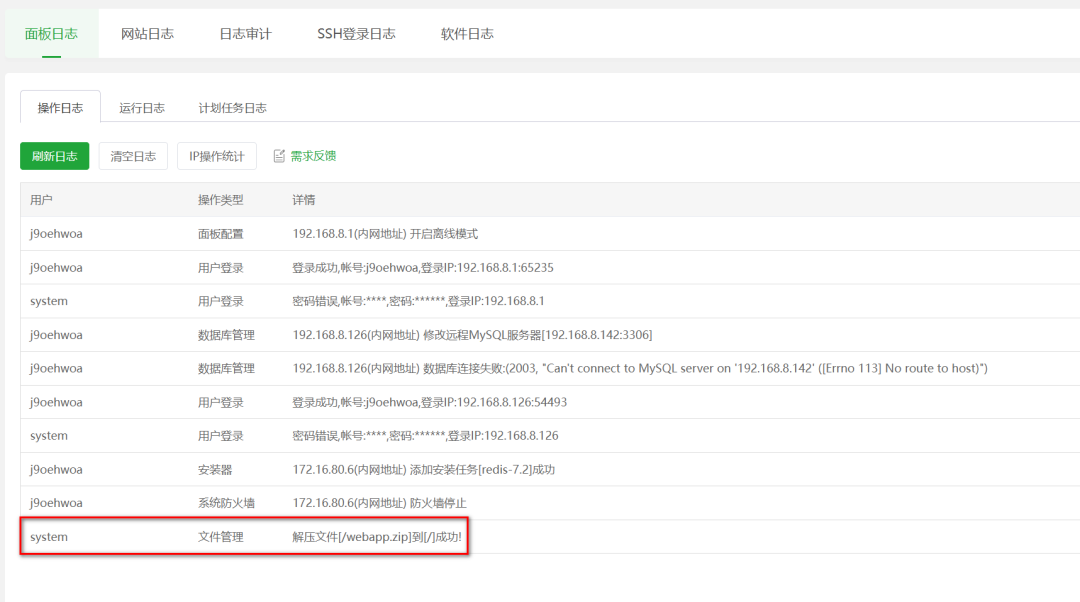 面板日志 网站日志 日志审计 SSH登录日志 软件日志
操作日志 运行日志 计划任务日志
刷新日志 清空日志 IP操作统计 需求反馈
用户 操作类型 详情
j9oehwoa 面板配置 192.168.8.1(内网地址) 开启离线模式
j9oehwoa 用户登录 登录成功,帐号:j9oehwoa,登录IP:192.168.8.1:65235
system 用户登录 密码错误,帐号:****,密码:******,登录IP:192.168.8.1
j9oehwoa 数据库管理 192.168.8.126(内网地址) 修改远程MySQL服务器[192.168.8.142:3306]
j9oehwoa 数据库管理 192.168.8.126(内网地址) 数据库连接失败:(2003, "Can't connect to MySQL server on '192.168.8.142' ([Errno 113] No route to host)")
j9oehwoa 用户登录 登录成功,帐号:j9oehwoa,登录IP:192.168.8.126:54493
system 用户登录 密码错误,帐号:****,密码:******,登录IP:192.168.8.126
j9oehwoa 安装器 172.16.80.6(内网地址) 添加安装任务[redis-7.2]成功
j9oehwoa 系统防火墙 172.16.80.6(内网地址) 防火墙停止
system 文件管理 解压文件[/webapp.zip]到[/]成功!